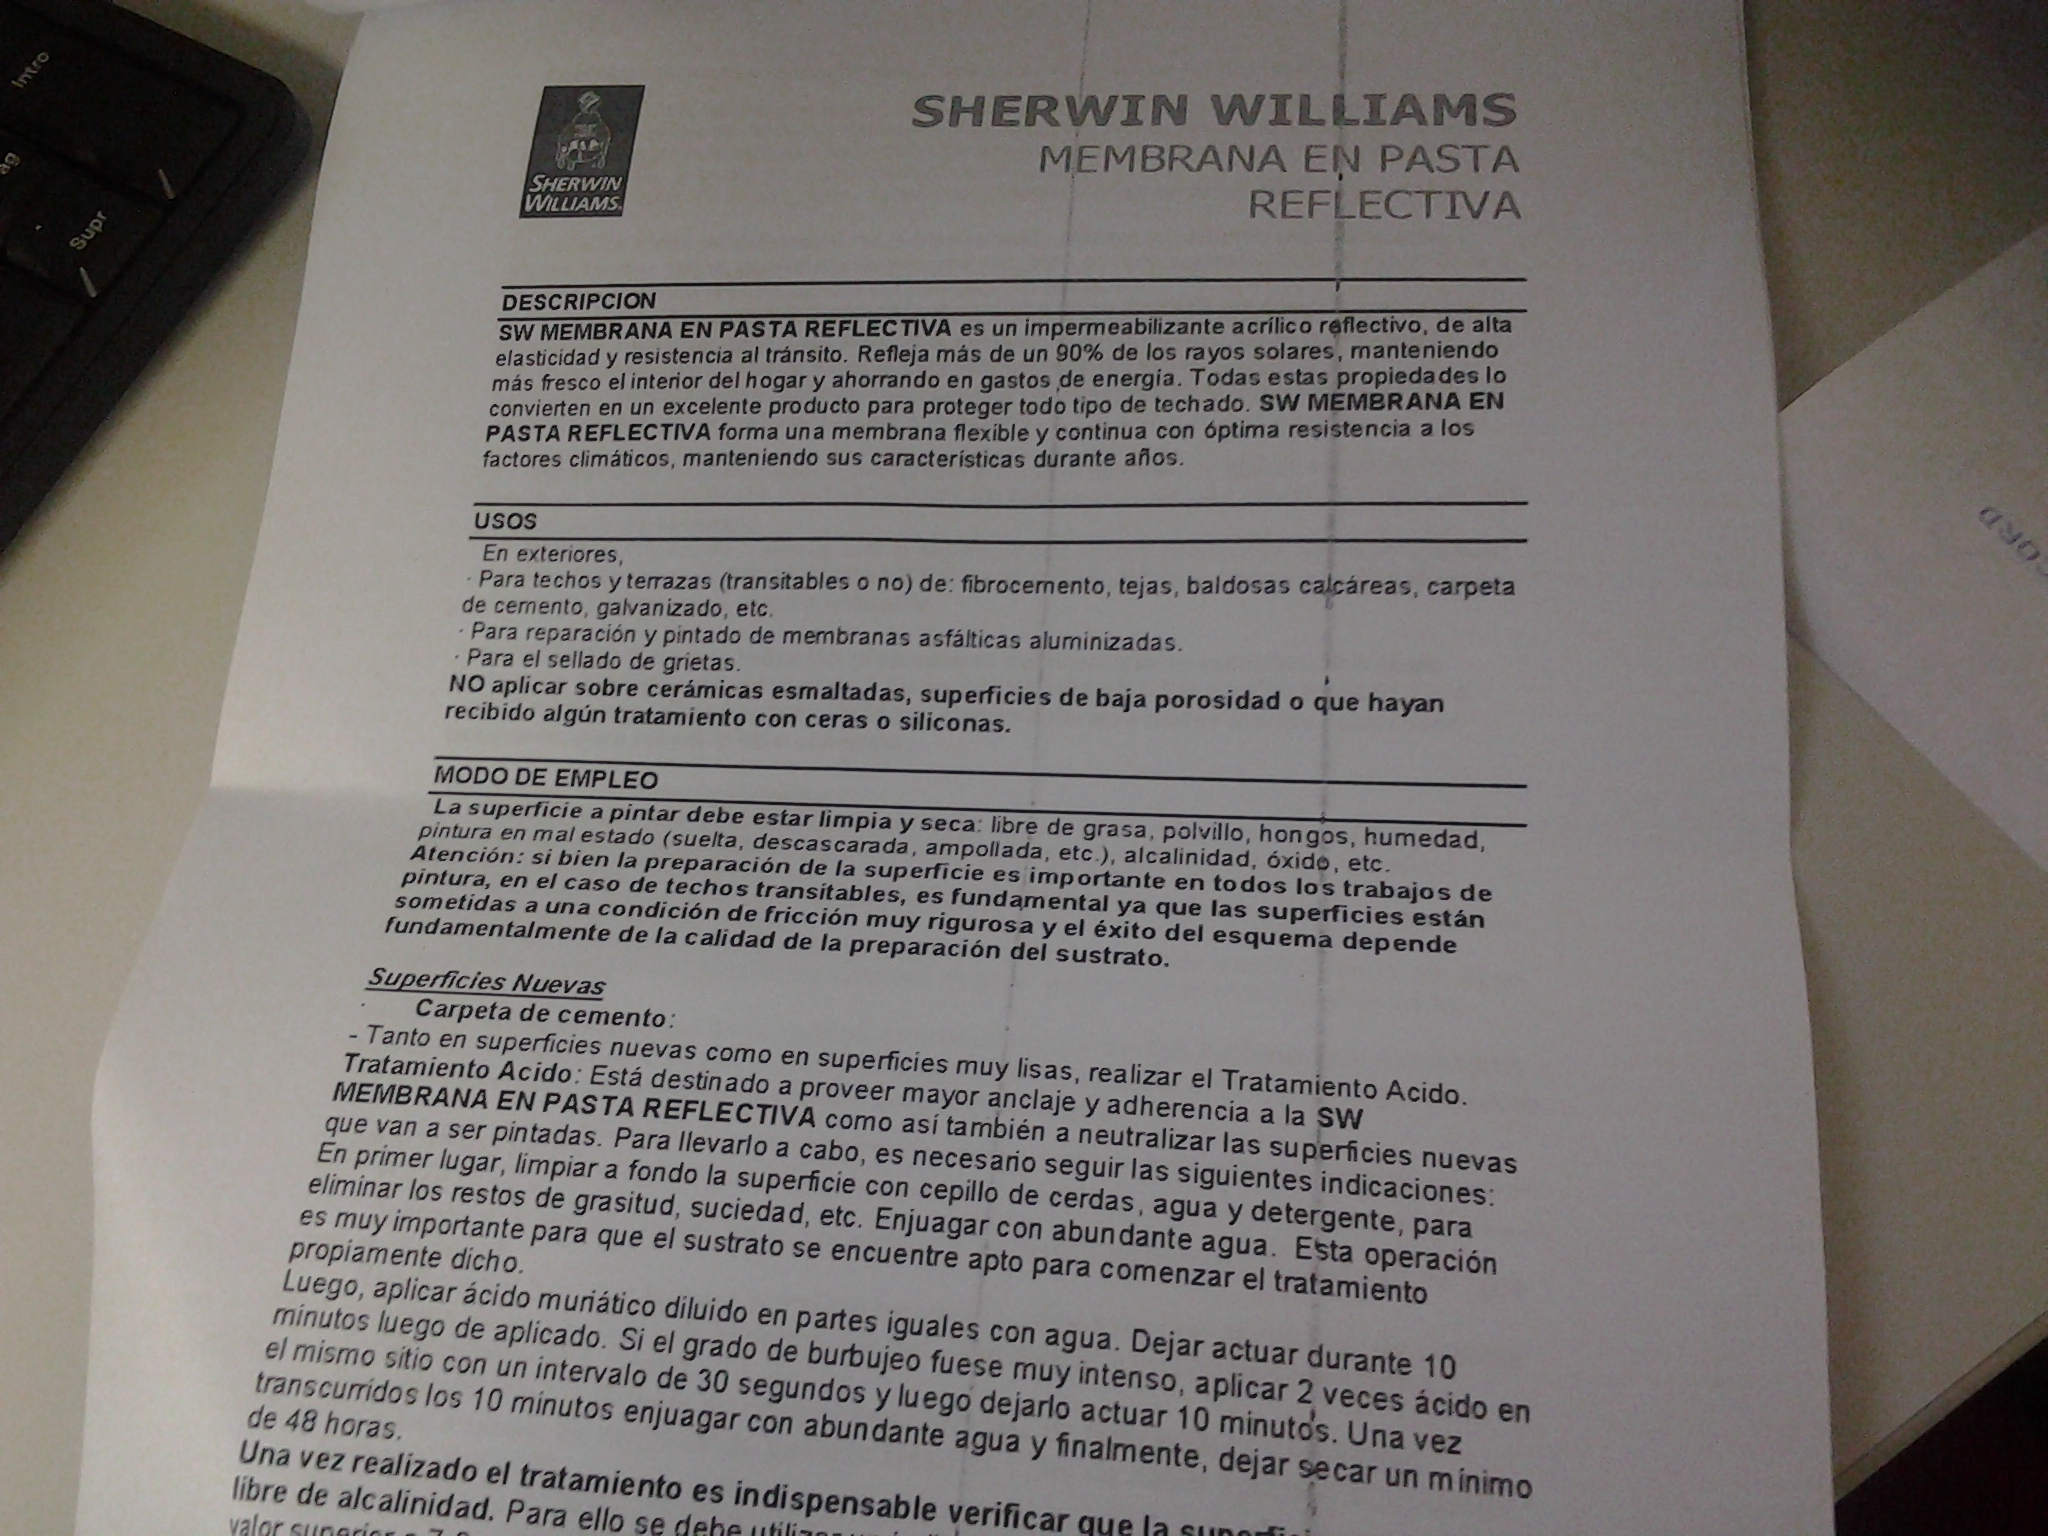 SHERWIN
WILLIAMS.
SHERWIN WILLIAMS
MEMBRANA EN PASTA
REFLECTIVA
DESCRIPCION
SW MEMBRANA EN PASTA REFLECTIVA es un impermeabilizante acrílico reflectivo, de alta
elasticidad y resistencia al tránsito. Refleja más de un 90% de los rayos solares, manteniendo
más fresco el interior del hogar y ahorrando en gastos de energía. Todas estas propiedades lo
convierten en un excelente producto para proteger todo tipo de techado. SW MEMBRANA EN
PASTA REFLECTIVA forma una membrana flexible y continua con óptima resistencia a los
factores climáticos, manteniendo sus características durante años.
USOS
En exteriores,
· Para techos y terrazas (transitables o no) de: fibrocemento, tejas, baldosas calcáreas, carpeta
de cemento, galvanizado, etc.
· Para reparación y pintado de membranas asfálticas aluminizadas.
· Para el sellado de grietas.
NO aplicar sobre cerámicas esmaltadas, superficies de baja porosidad o que hayan
recibido algún tratamiento con ceras o siliconas.
MODO DE EMPLEO
La superficie a pintar debe estar limpia y seca: libre de grasa, polvillo, hongos, humedad,
pintura en mal estado (suelta, descascarada, ampollada, etc.), alcalinidad, óxido, etc.
Atención: si bien la preparación de la superficie es importante en todos los trabajos de
pintura, en el caso de techos transitables, es fundamental ya que las superficies están
sometidas a una condición de fricción muy rigurosa y el éxito del esquema depende
fundamentalmente de la calidad de la preparación del sustrato.
Superficies Nuevas
· Carpeta de cemento:
- Tanto en superficies nuevas como en superficies muy lisas, realizar el Tratamiento Acido.
Tratamiento Acido: Está destinado a proveer mayor anclaje y adherencia a la SW
MEMBRANA EN PASTA REFLECTIVA como así también a neutralizar las superficies nuevas
que van a ser pintadas. Para llevarlo a cabo, es necesario seguir las siguientes indicaciones:
En primer lugar, limpiar a fondo la superficie con cepillo de cerdas, agua y detergente, para
eliminar los restos de grasitud, suciedad, etc. Enjuagar con abundante agua. Esta operación
es muy importante para que el sustrato se encuentre apto para comenzar el tratamiento
propiamente dicho.
Luego, aplicar ácido muriático diluido en partes iguales con agua. Dejar actuar durante 10
minutos luego de aplicado. Si el grado de burbujeo fuese muy intenso, aplicar 2 veces ácido en
el mismo sitio con un intervalo de 30 segundos y luego dejarlo actuar 10 minutos. Una vez
transcurridos los 10 minutos enjuagar con abundante agua y finalmente, dejar secar un mínimo
de 48 horas.
Una vez realizado el tratamiento es indispensable verificar que la
libre de alcalinidad. Para ello se debe
valor superior
Supr
Intro
CORD